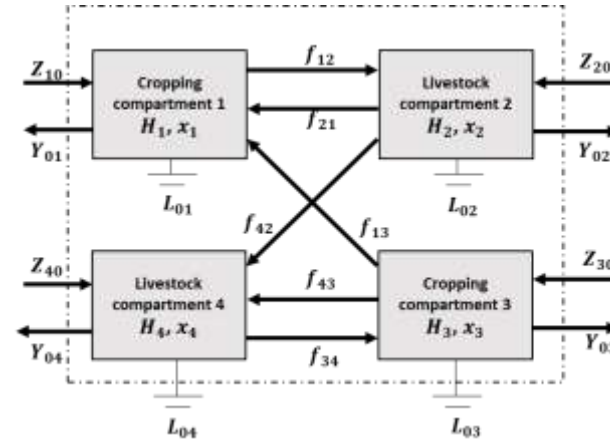 f₁₂
Z₁₀
Cropping
compartment 1
H₁, x₁
Livestock
compartment 2
H₂, x₂
Z₂₀
f₂₁
Y₀₁
Y₀₂
L₀₁
L₀₂
f₄₂
f₁₃
Z₄₀
Livestock
compartment 4
H₄, x₄
f₄₃
Cropping
compartment 3
H₃, x₃
Z₃₀
Y₀₄
f₃₄
Y₀₃
L₀₄
L₀₃